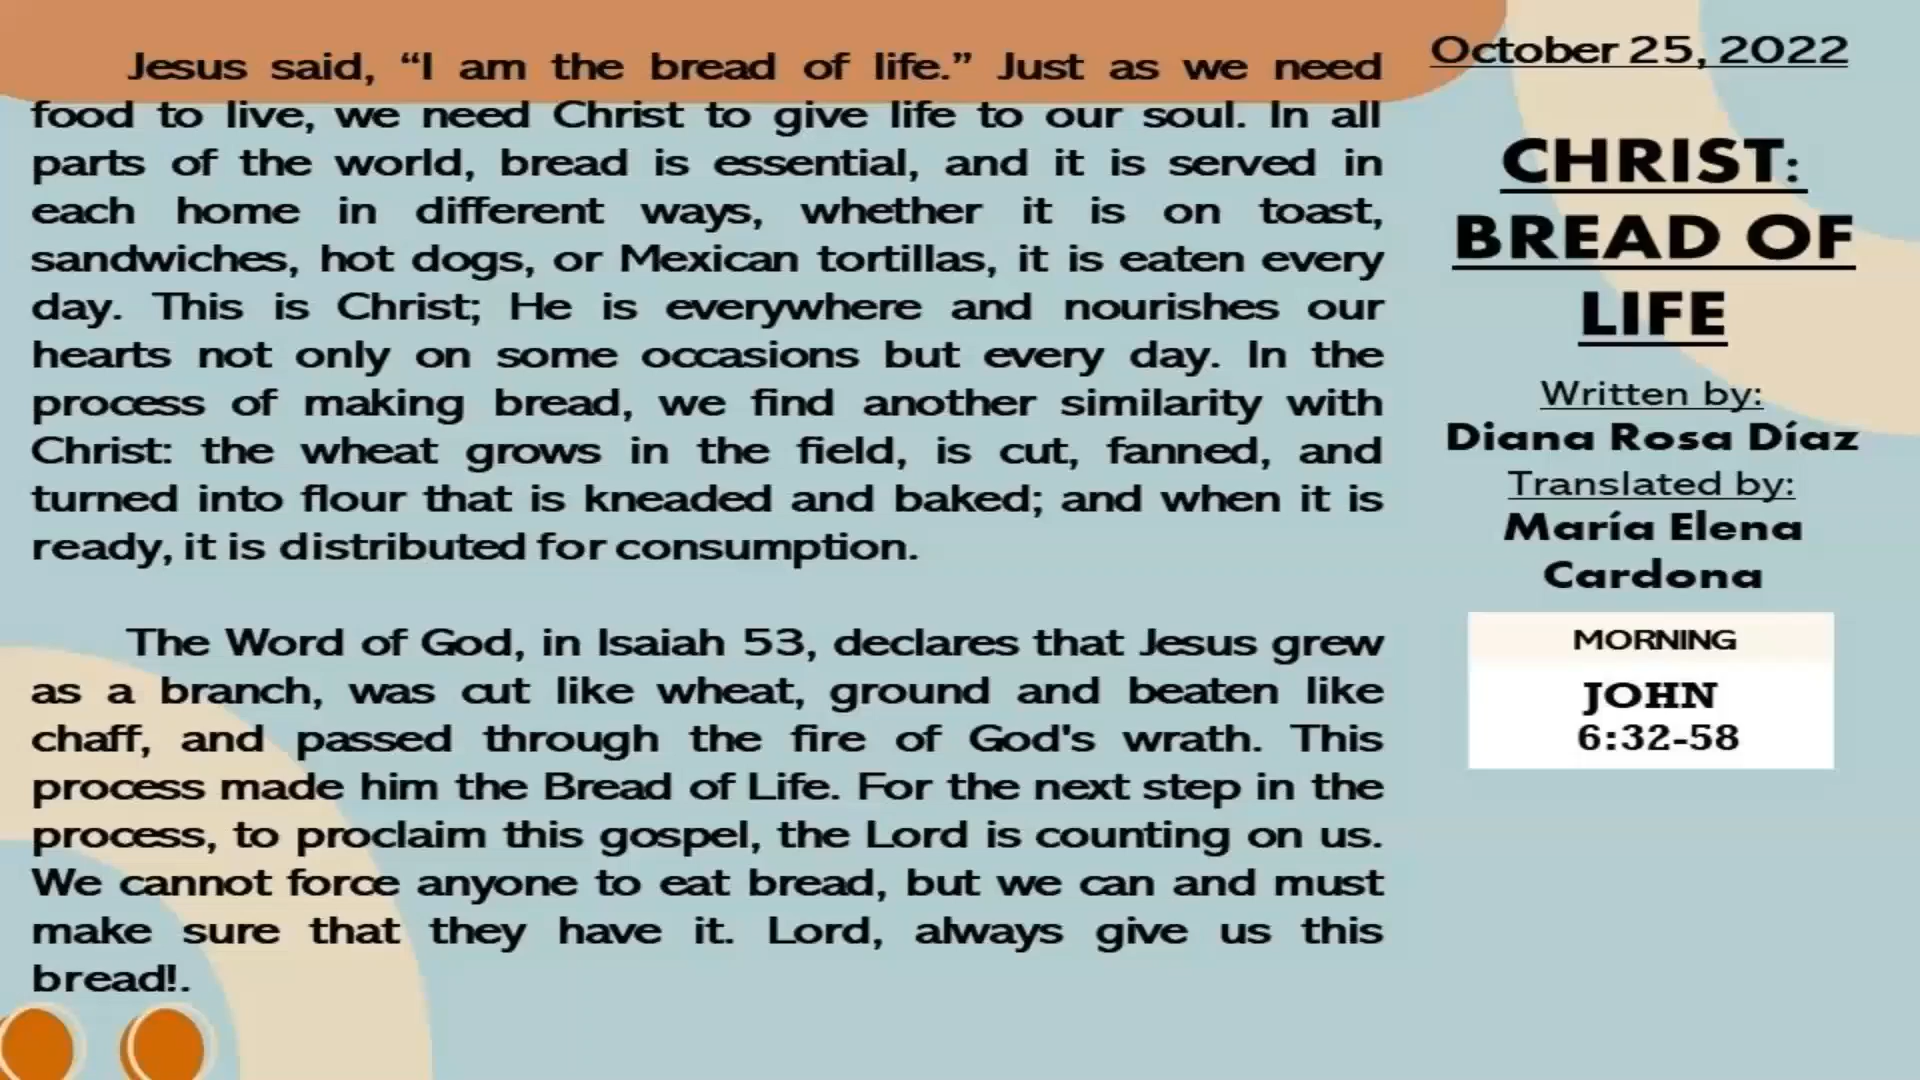 Jesus said, “I am the bread of life.” Just as we need
food to live, we need Christ to give life to our soul. In all
parts of the world, bread is essential, and it is served in
each home in different ways, whether it is on toast,
sandwiches, hot dogs, or Mexican tortillas, it is eaten every
day. This is Christ; He is everywhere and nourishes our
hearts not only on some occasions but every day. In the
process of making bread, we find another similarity with
Christ: the wheat grows in the field, is cut, fanned, and
turned into flour that is kneaded and baked; and when it is
ready, it is distributed for consumption.
The Word of God, in Isaiah 53, declares that Jesus grew
as a branch, was cut like wheat, ground and beaten like
chaff, and passed through the fire of God's wrath. This
process made him the Bread of Life. For the next step in the
process, to proclaim this gospel, the Lord is counting on us.
We cannot force anyone to eat bread, but we can and must
make sure that they have it. Lord, always give us this
bread!.
October 25, 2022
CHRIST:
BREAD OF
LIFE
Written by:
Diana Rosa Díaz
Translated by:
María Elena
Cardona
MORNING
JOHN
6:32-58